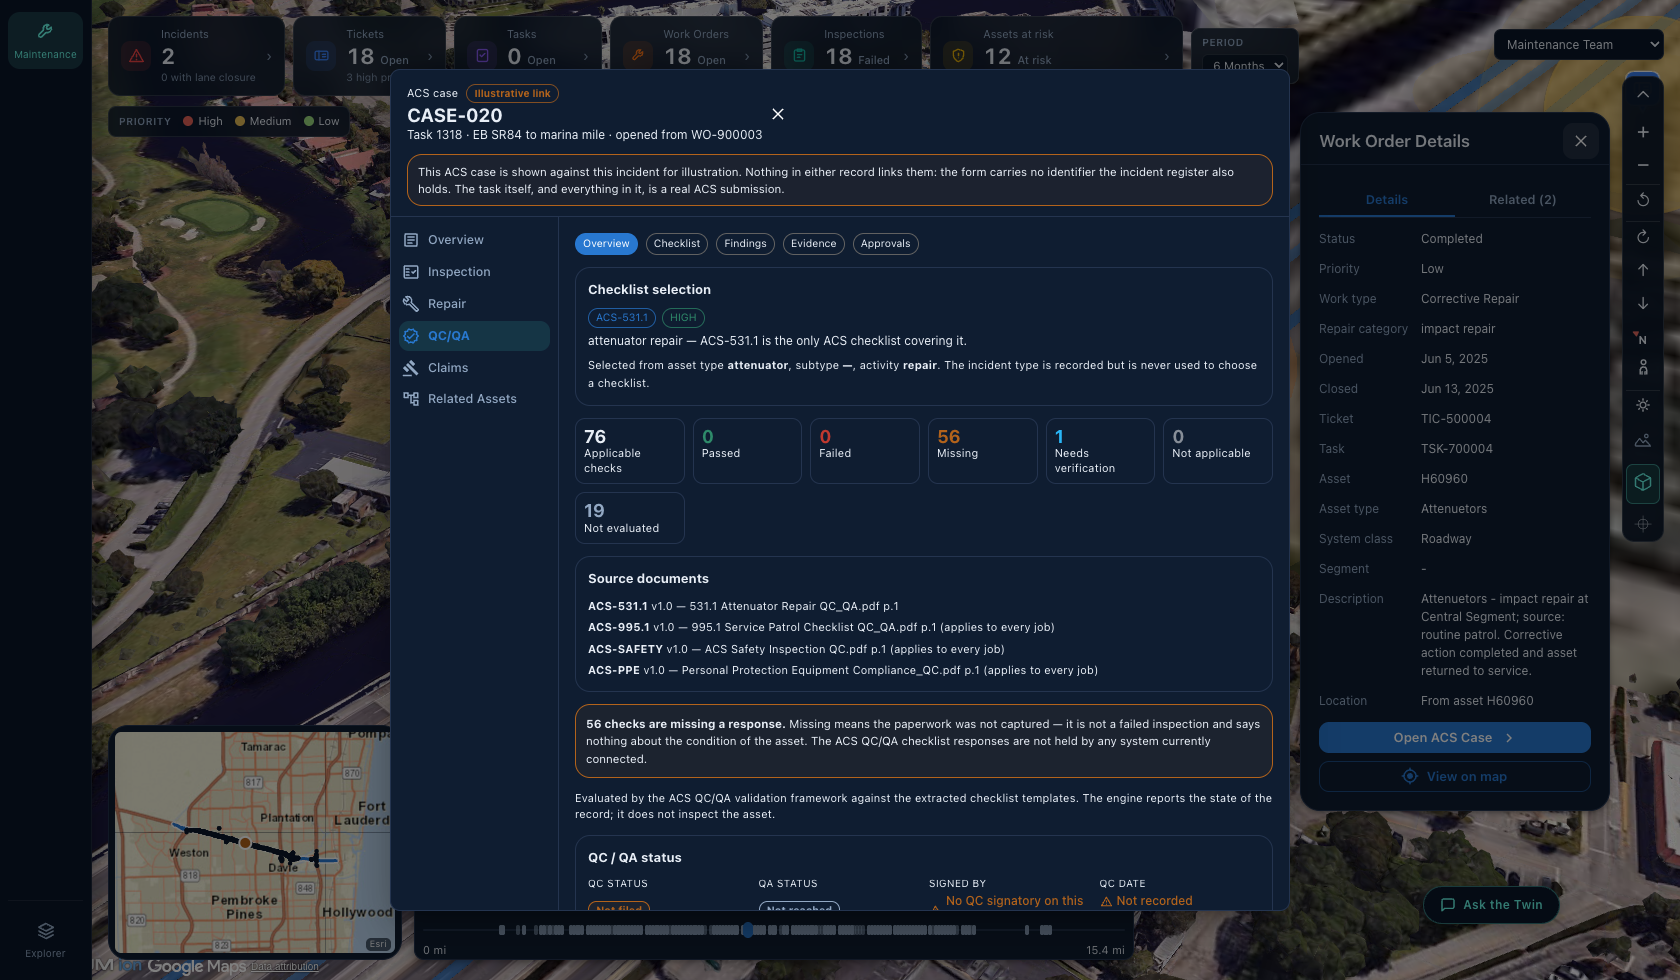 Maintenance
Incidents
2
0 with lane closure
Tickets
18 Open
3 high pr
Tasks
0 Open
Work Orders
18 Open
Inspections
18 Failed
Assets at risk
12 At risk
PERIOD
6 Months
Maintenance Team
PRIORITY High Medium Low
ACS case Illustrative link
CASE-020
Task 1318 · EB SR84 to marina mile · opened from WO-900003
This ACS case is shown against this incident for illustration. Nothing in either record links them: the form carries no identifier the incident register also
holds. The task itself, and everything in it, is a real ACS submission.
Overview
Inspection
Repair
QC/QA
Claims
Related Assets
Overview Checklist Findings Evidence Approvals
Checklist selection
ACS-531.1 HIGH
attenuator repair — ACS-531.1 is the only ACS checklist covering it.
Selected from asset type attenuator, subtype —, activity repair. The incident type is recorded but is never used to choose
a checklist.
76
Applicable
checks
0
Passed
0
Failed
56
Missing
1
Needs
verification
0
Not applicable
19
Not evaluated
Source documents
ACS-531.1 v1.0 — 531.1 Attenuator Repair QC_QA.pdf p.1
ACS-995.1 v1.0 — 995.1 Service Patrol Checklist QC_QA.pdf p.1 (applies to every job)
ACS-SAFETY v1.0 — ACS Safety Inspection QC.pdf p.1 (applies to every job)
ACS-PPE v1.0 — Personal Protection Equipment Compliance_QC.pdf p.1 (applies to every job)
56 checks are missing a response. Missing means the paperwork was not captured — it is not a failed inspection and says
nothing about the condition of the asset. The ACS QC/QA checklist responses are not held by any system currently
connected.
Evaluated by the ACS QC/QA validation framework against the extracted checklist templates. The engine reports the state of the
record; it does not inspect the asset.
QC / QA status
QC STATUS QA STATUS SIGNED BY QC DATE
Not filed Not reached No QC signatory on this Not recorded
Work Order Details
Details Related (2)
Status Completed
Priority Low
Work type Corrective Repair
Repair category impact repair
Opened Jun 5, 2025
Closed Jun 13, 2025
Ticket TIC-500004
Task TSK-700004
Asset H60960
Asset type Attenuetors
System class Roadway
Segment -
Description Attenuetors - impact repair at
Central Segment; source:
routine patrol. Corrective
action completed and asset
returned to service.
Location From asset H60960
Open ACS Case
View on map
N
Ask the Twin
Tamarac
Pompa
870
817
Fort
Plantation
Lauderd
Weston
Davie
818
848
Pembroke
Pines
Hollywood
823
Esri
Google Maps Data attribution
0 mi 15.4 mi
Explorer